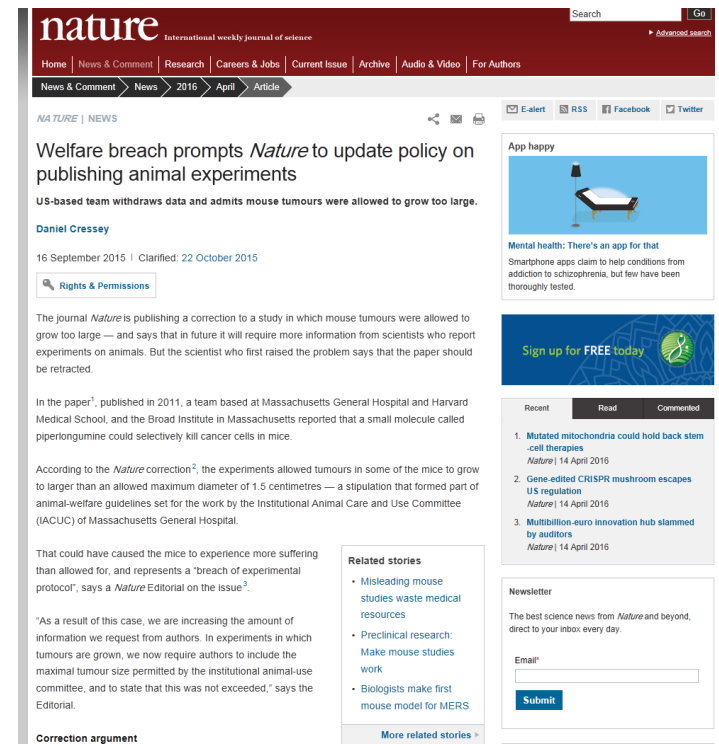 nature International weekly journal of science
Search Go
Advanced search
Home News & Comment Research Careers & Jobs Current Issue Archive Audio & Video For Authors
News & Comment News 2016 April Article
NATURE | NEWS
Welfare breach prompts Nature to update policy on
publishing animal experiments
US-based team withdraws data and admits mouse tumours were allowed to grow too large.
Daniel Cressey
16 September 2015 | Clarified: 22 October 2015
Rights & Permissions
The journal Nature is publishing a correction to a study in which mouse tumours were allowed to
grow too large — and says that in future it will require more information from scientists who report
experiments on animals. But the scientist who first raised the problem says that the paper should
be retracted.
In the paper1, published in 2011, a team based at Massachusetts General Hospital and Harvard
Medical School, and the Broad Institute in Massachusetts reported that a small molecule called
piperlongumine could selectively kill cancer cells in mice.
According to the Nature correction2, the experiments allowed tumours in some of the mice to grow
to larger than an allowed maximum diameter of 1.5 centimetres — a stipulation that formed part of
animal-welfare guidelines set for the work by the Institutional Animal Care and Use Committee
(IACUC) of Massachusetts General Hospital.
That could have caused the mice to experience more suffering
than allowed for, and represents a “breach of experimental
protocol”, says a Nature Editorial on the issue3.
“As a result of this case, we are increasing the amount of
information we request from authors. In experiments in which
tumours are grown, we now require authors to include the
maximal tumour size permitted by the institutional animal-use
committee, and to state that this was not exceeded,” says the
Editorial.
Correction argument
Related stories
• Misleading mouse
studies waste medical
resources
• Preclinical research:
Make mouse studies
work
• Biologists make first
mouse model for MERS
More related stories
E-alert RSS Facebook Twitter
App happy
Mental health: There's an app for that
Smartphone apps claim to help conditions from
addiction to schizophrenia, but few have been
thoroughly tested.
Sign up for FREE today
Recent Read Commented
1. Mutated mitochondria could hold back stem
-cell therapies
Nature | 14 April 2016
2. Gene-edited CRISPR mushroom escapes
US regulation
Nature | 14 April 2016
3. Multibillion-euro innovation hub slammed
by auditors
Nature | 14 April 2016
Newsletter
The best science news from Nature and beyond,
direct to your inbox every day.
Email*
Submit